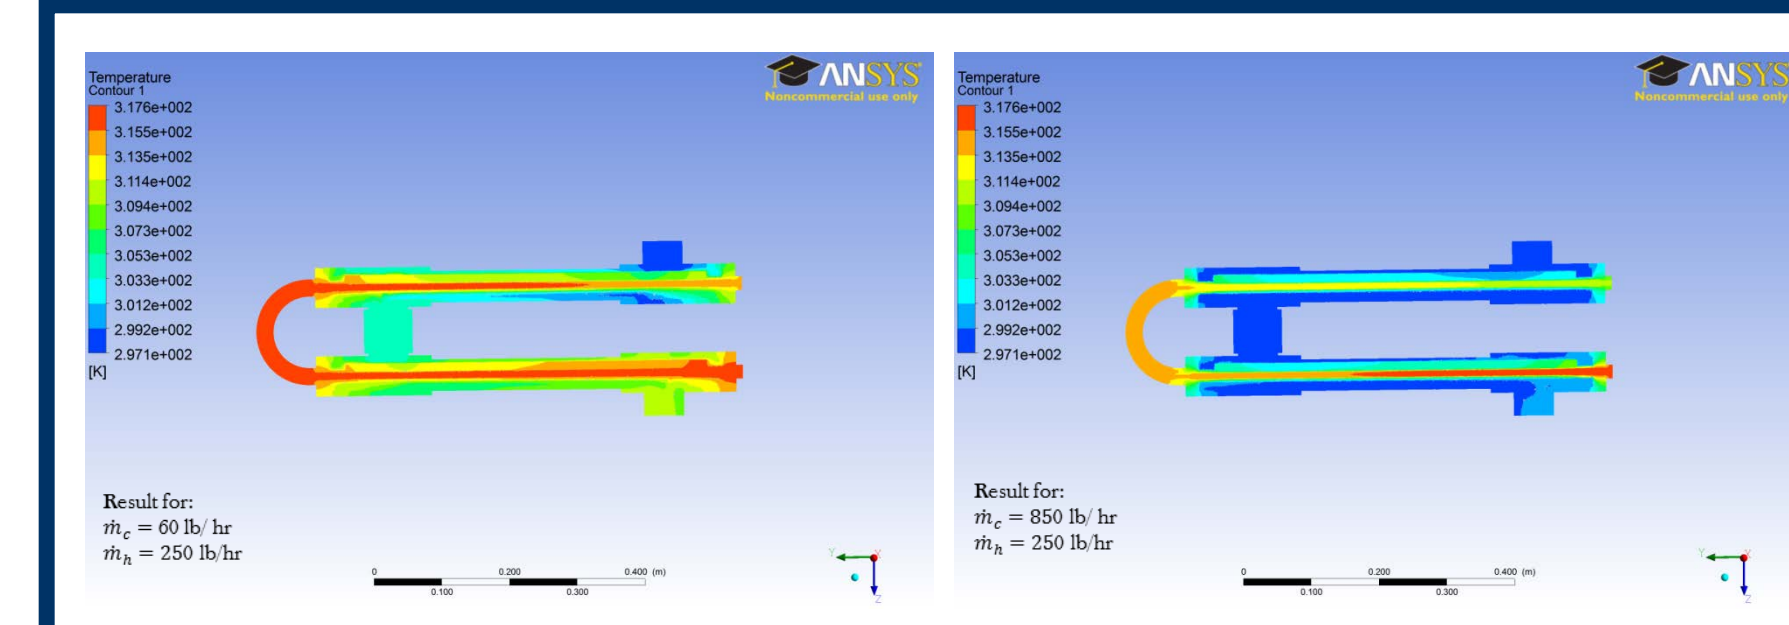 Temperature
Contour 1
3.176e+002
3.155e+002
3.135e+002
3.114e+002
3.094e+002
3.073e+002
3.053e+002
3.033e+002
3.012e+002
2.992e+002
2.971e+002
[K]
ANSYS
Noncommercial use only
Result for:
ṁc = 60 lb/ hr
ṁh = 250 lb/hr
0 0.200 0.400 (m)
0.100 0.300
Y X
Z
Temperature
Contour 1
3.176e+002
3.155e+002
3.135e+002
3.114e+002
3.094e+002
3.073e+002
3.053e+002
3.033e+002
3.012e+002
2.992e+002
2.971e+002
[K]
ANSYS
Noncommercial use only
Result for:
ṁc = 850 lb/ hr
ṁh = 250 lb/hr
0 0.200 0.400 (m)
0.100 0.300
Y X
Z